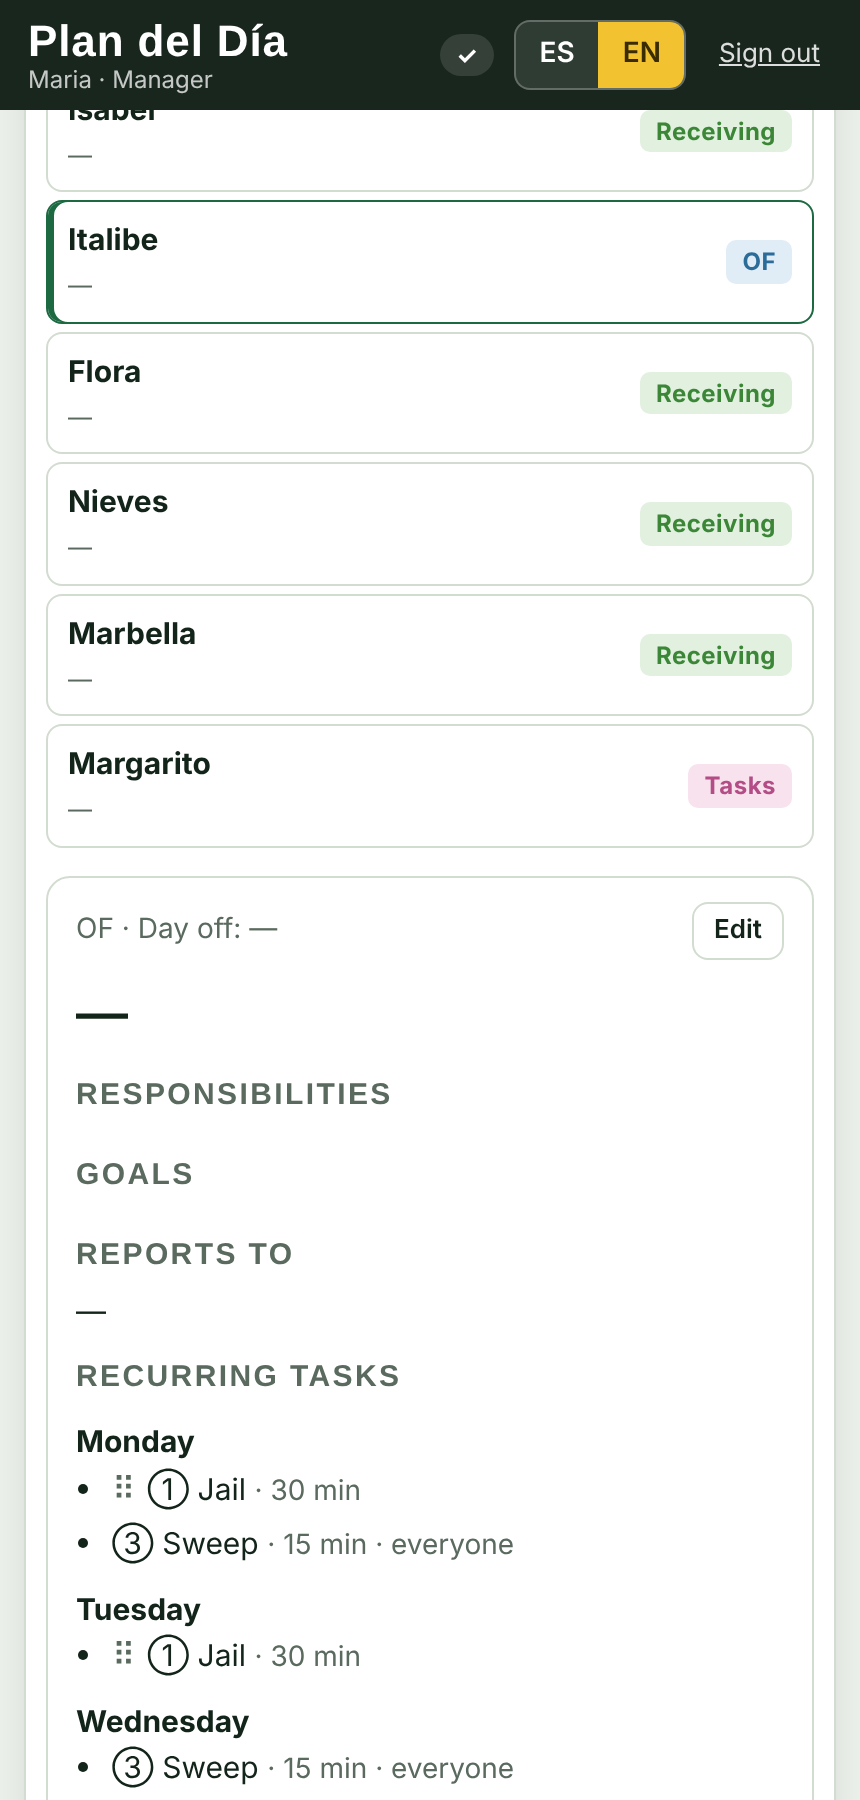 Plan del Día
Maria · Manager
✓
ES EN
Sign out
Isabel
—
Receiving
Italibe
—
OF
Flora
—
Receiving
Nieves
—
Receiving
Marbella
—
Receiving
Margarito
—
Tasks
OF · Day off: —
Edit
—
RESPONSIBILITIES
GOALS
REPORTS TO
—
RECURRING TASKS
Monday
• ⠿ ① Jail · 30 min
• ③ Sweep · 15 min · everyone
Tuesday
• ⠿ ① Jail · 30 min
Wednesday
• ③ Sweep · 15 min · everyone